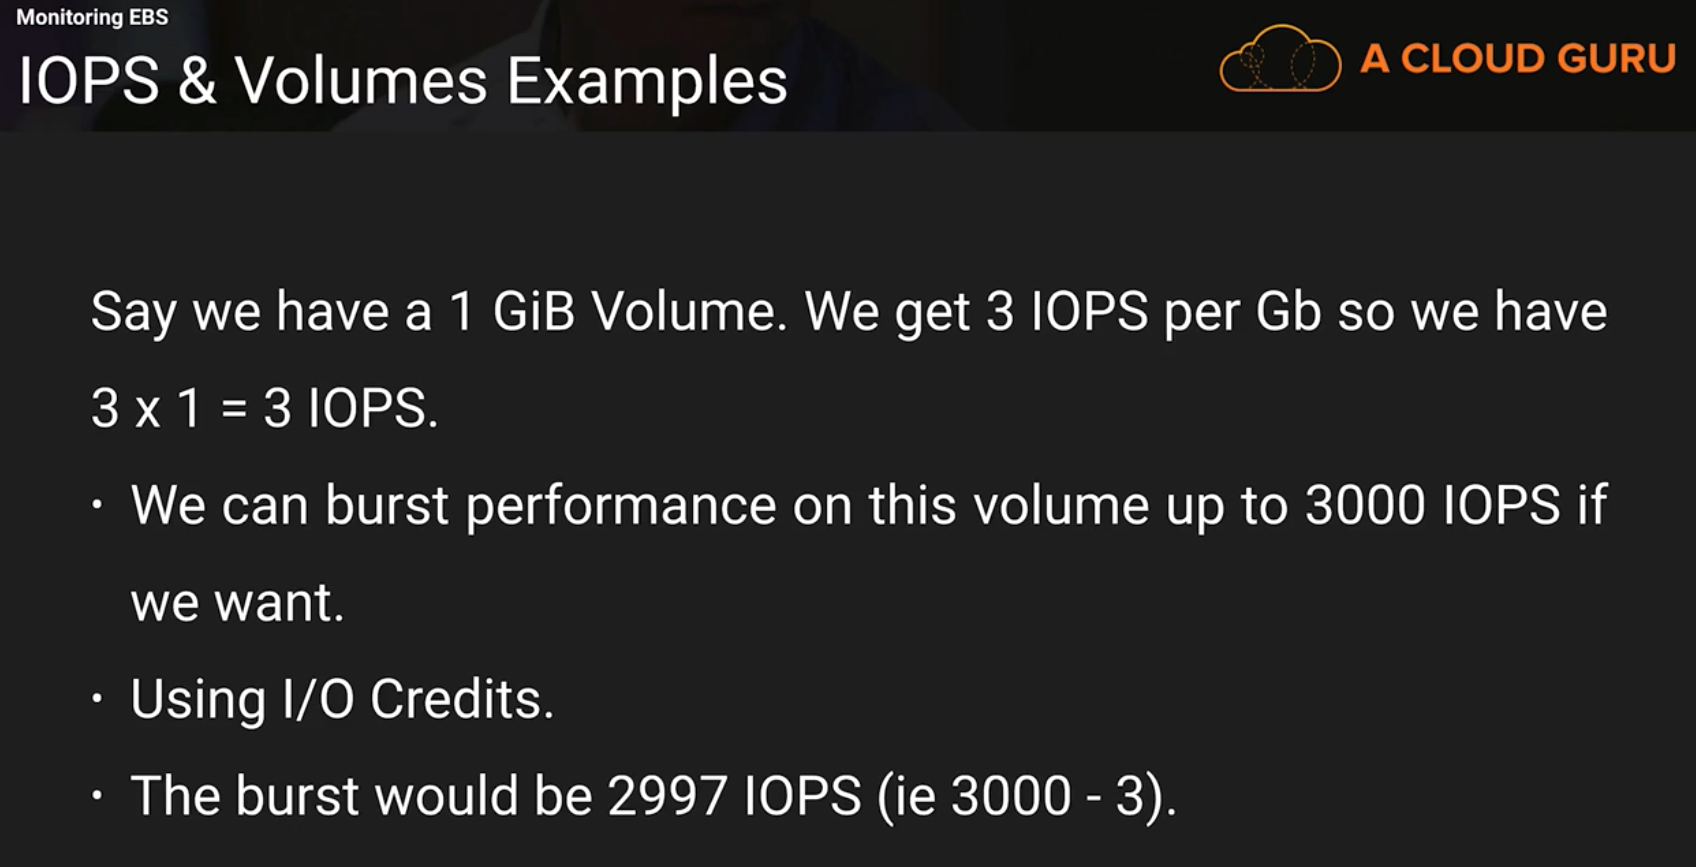 Monitoring EBS
IOPS & Volumes Examples
A CLOUD GURU
Say we have a 1 GiB Volume. We get 3 IOPS per Gb so we have
3 x 1 = 3 IOPS.
· We can burst performance on this volume up to 3000 IOPS if
we want.
· Using I/O Credits.
· The burst would be 2997 IOPS (ie 3000 - 3).